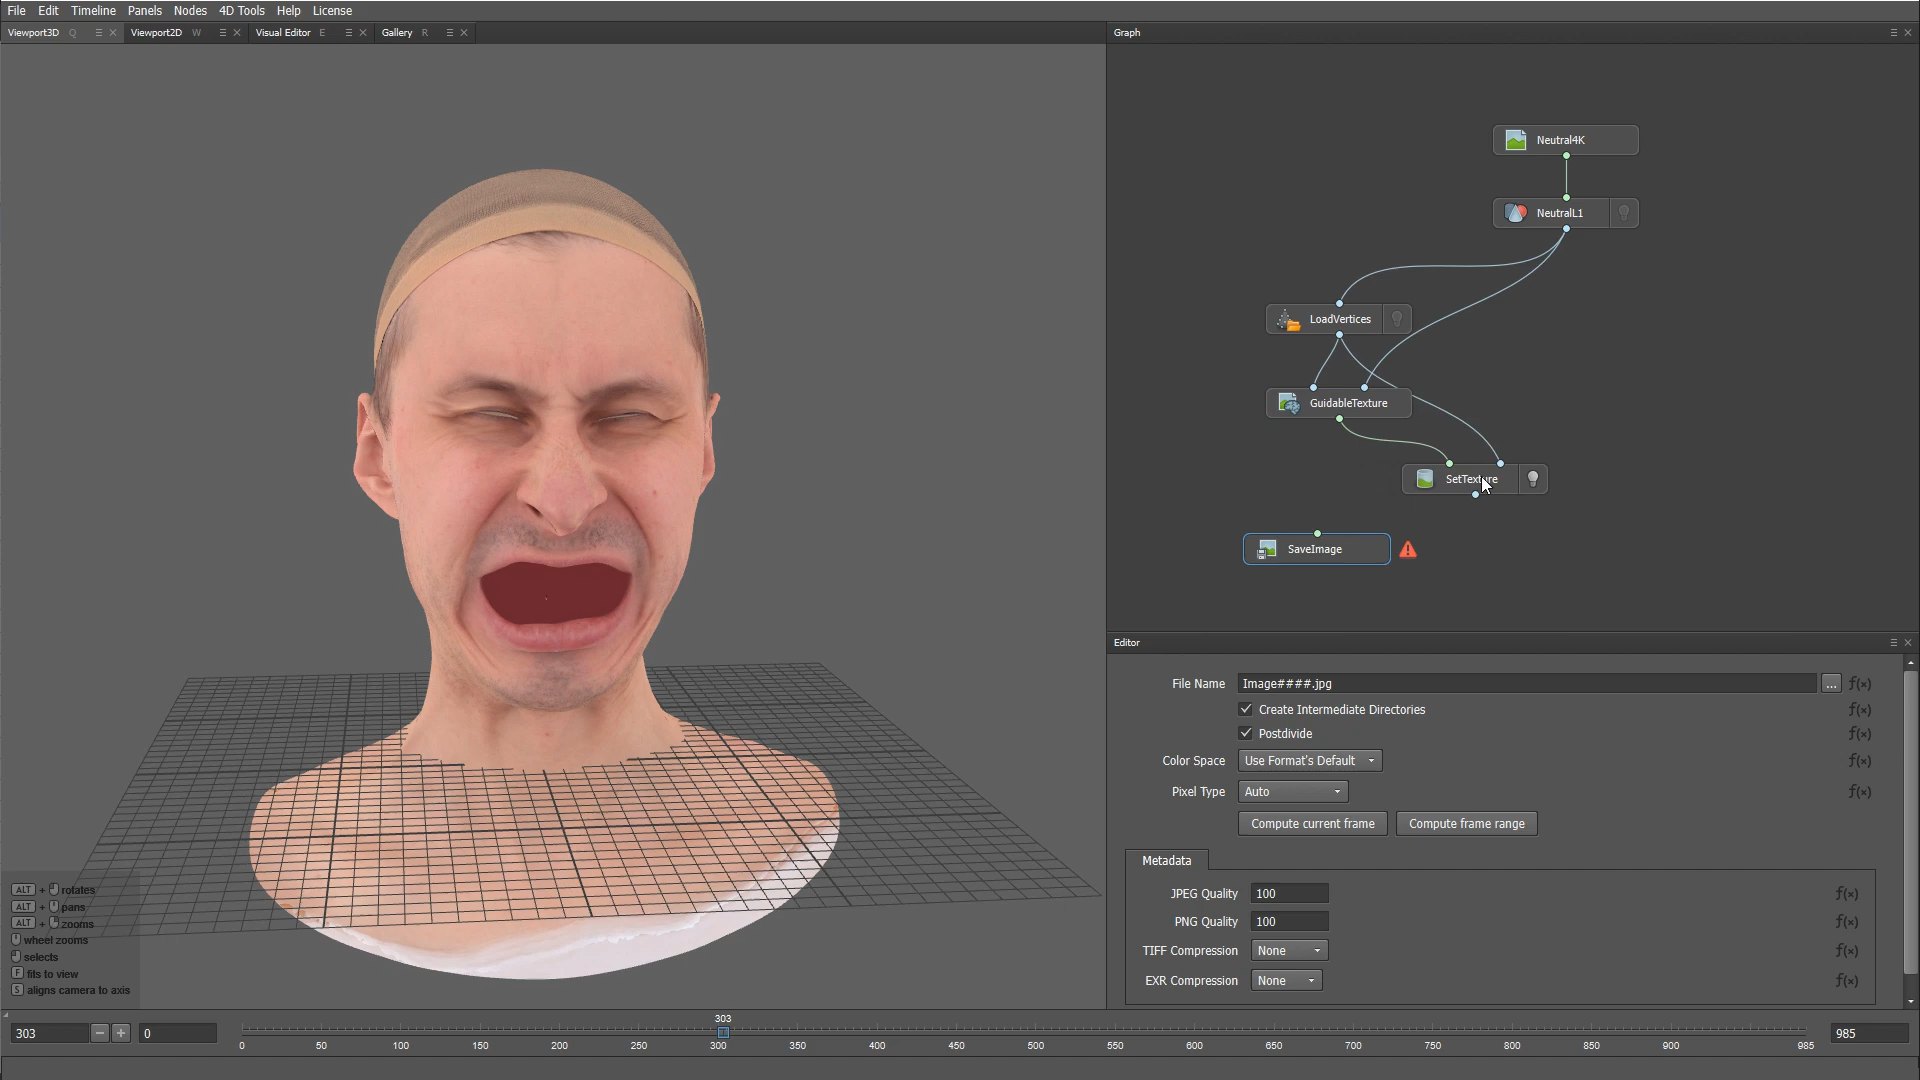 File Edit Timeline Panels Nodes 4D Tools Help License
Viewport3D Q Viewport2D W Visual Editor E Gallery R
Graph
Neutral4K
NeutralL1
LoadVertices
GuidableTexture
SetTexture
SaveImage
Editor
File Name Image####.jpg ... ƒ(×)
Create Intermediate Directories ƒ(×)
Postdivide ƒ(×)
Color Space Use Format's Default ƒ(×)
Pixel Type Auto ƒ(×)
Compute current frame Compute frame range
Metadata
JPEG Quality 100 ƒ(×)
PNG Quality 100 ƒ(×)
TIFF Compression None ƒ(×)
EXR Compression None ƒ(×)
ALT + rotates
ALT + pans
ALT + zooms
wheel zooms
selects
F fits to view
S aligns camera to axis
303
303 − + 0 985
0 50 100 150 200 250 300 350 400 450 500 550 600 650 700 750 800 850 900 985